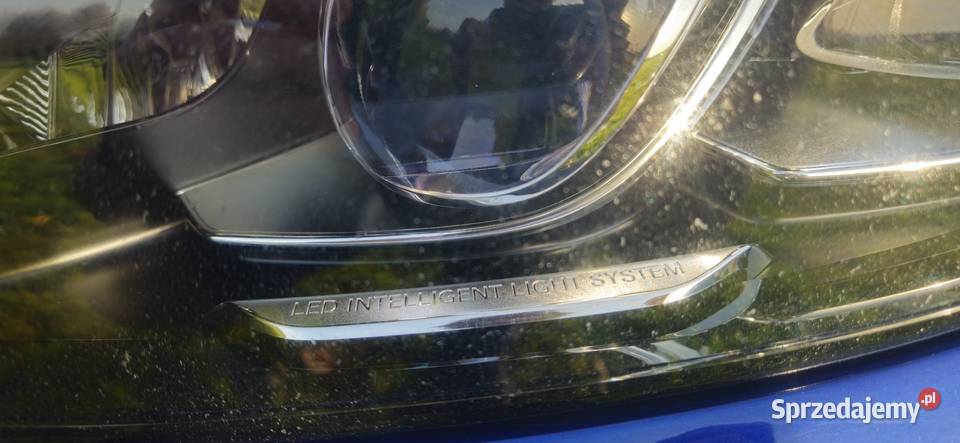 LED INTELLIGENT LIGHT SYSTEM
Sprzedajemy.pl